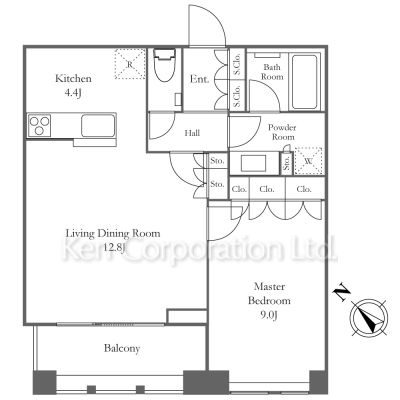 Kitchen
4.4J
R
Ent.
S.Clo.
S.Clo.
Bath
Room
Hall
Powder
Room
Sto.
W
Sto.
Sto.
Clo.
Clo.
Clo.
Living Dining Room
12.8J
Ken Corporation Ltd.
Master
Bedroom
9.0J
N
Balcony